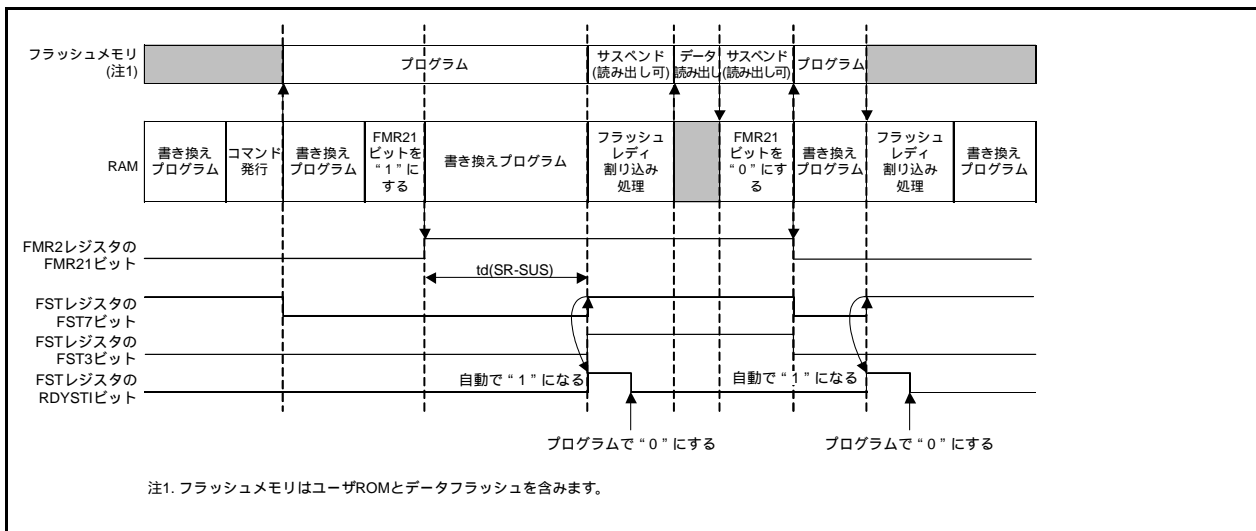 フラッシュメモリ
(注1)
プログラム
サスペンド
(読み出し可)
データ
読み出し
サスペンド
(読み出し可)
プログラム
RAM
書き換え
プログラム
コマンド
発行
書き換え
プログラム
FMR21
ビットを
“1”に
する
書き換えプログラム
フラッシュ
レディ
割り込み
処理
FMR21
ビットを
“0”にす
る
書き換え
プログラム
フラッシュ
レディ
割り込み
処理
書き換え
プログラム
FMR2レジスタの
FMR21ビット
td(SR-SUS)
FSTレジスタの
FST7ビット
FSTレジスタの
FST3ビット
FSTレジスタの
RDYSTIビット
自動で“1”になる
自動で“1”になる
プログラムで“0”にする
プログラムで“0”にする
注1. フラッシュメモリはユーザROMとデータフラッシュを含みます。